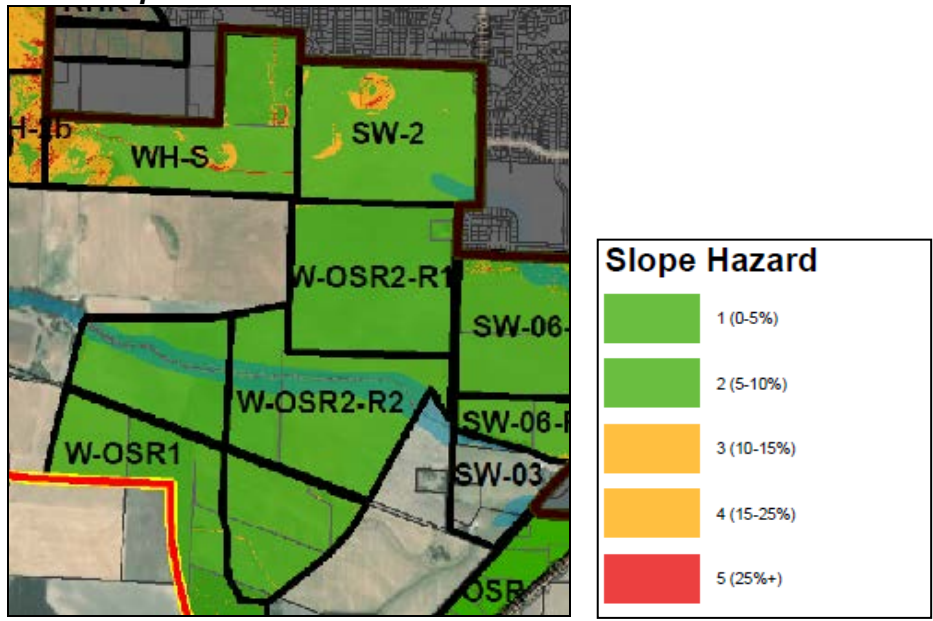 WH-S
SW-2
W-OSR2-R1
SW-06-
W-OSR2-R2
SW-06-
W-OSR1
SW-03
OSR
Slope Hazard
1 (0-5%)
2 (5-10%)
3 (10-15%)
4 (15-25%)
5 (25%+)